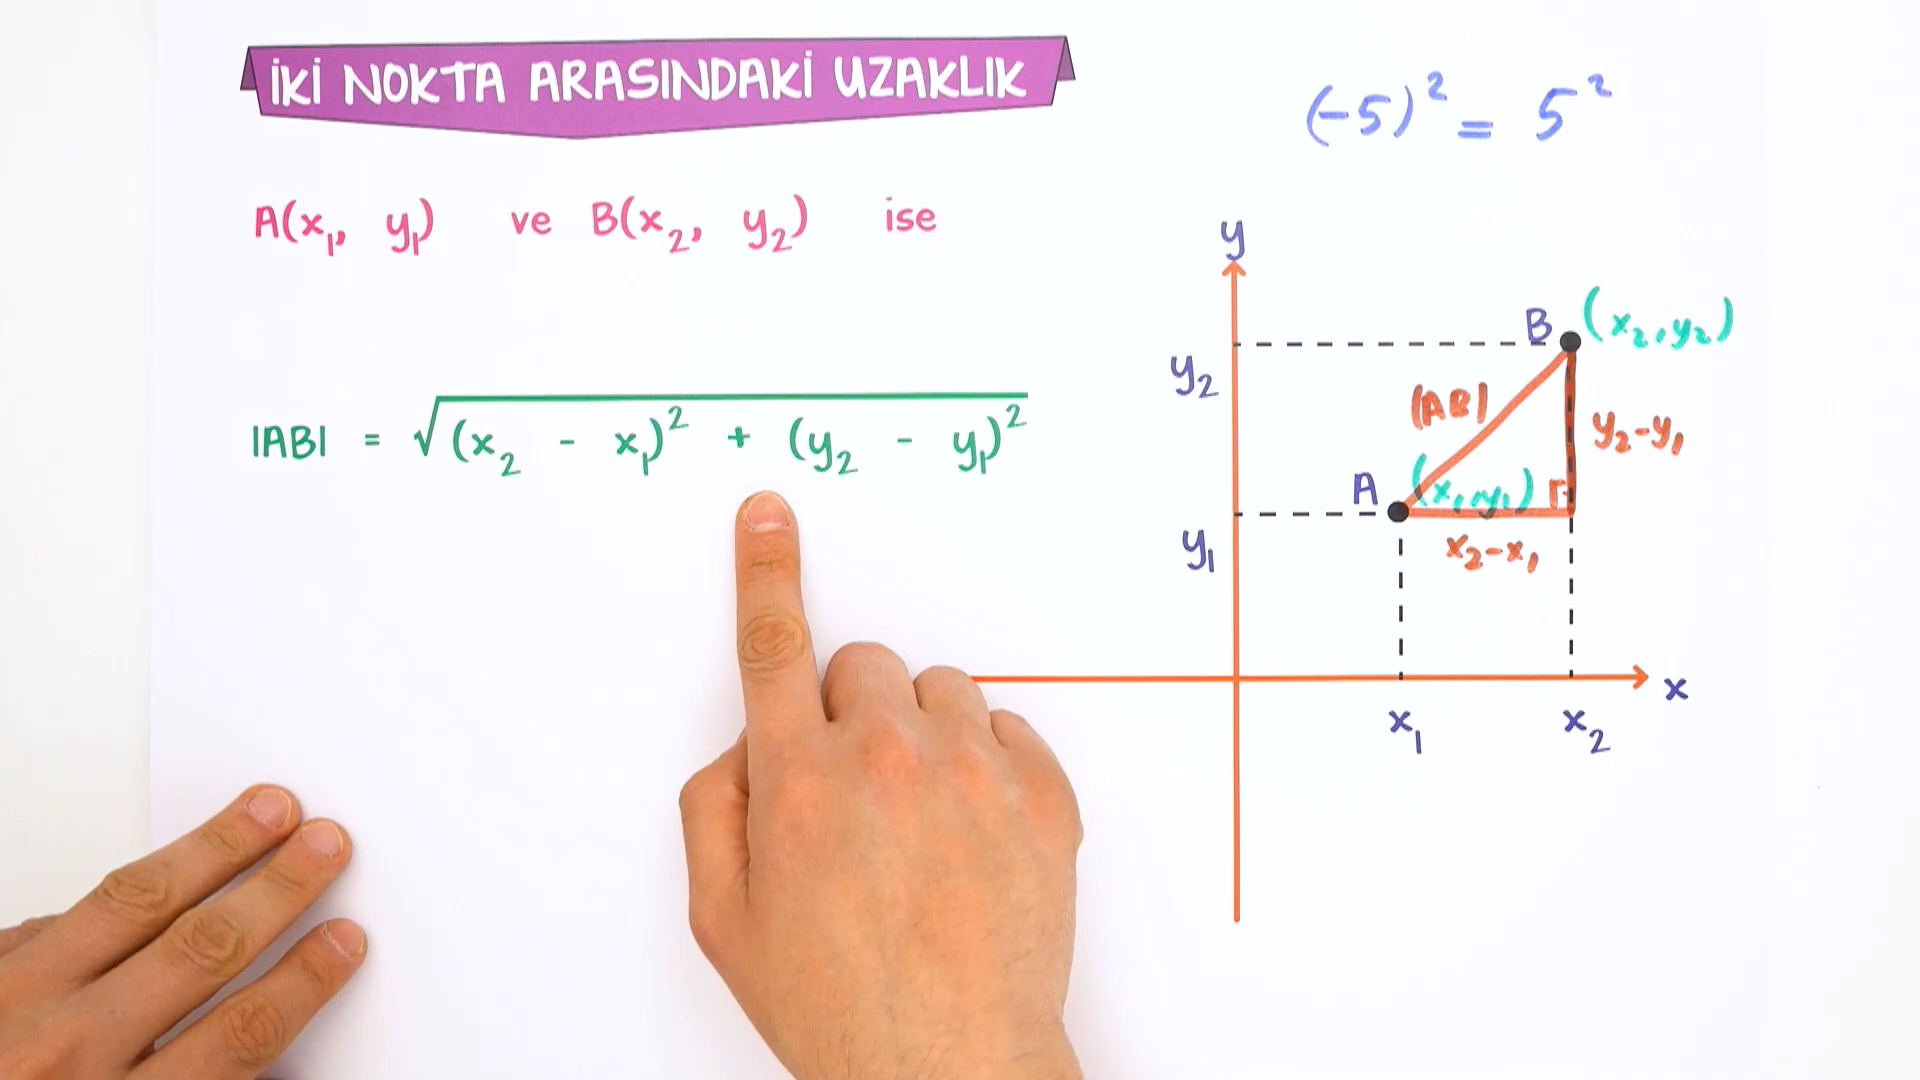 İKİ NOKTA ARASINDAKİ UZAKLIK
(-5)² = 5²
A(x₁, y₁) ve B(x₂, y₂) ise
|AB| = √(x₂ - x₁)² + (y₂ - y₁)²
y
B (x₂, y₂)
y₂
|AB|
y₂-y₁
A (x₁, y₁)
y₁
x₂-x₁
x
x₁ x₂